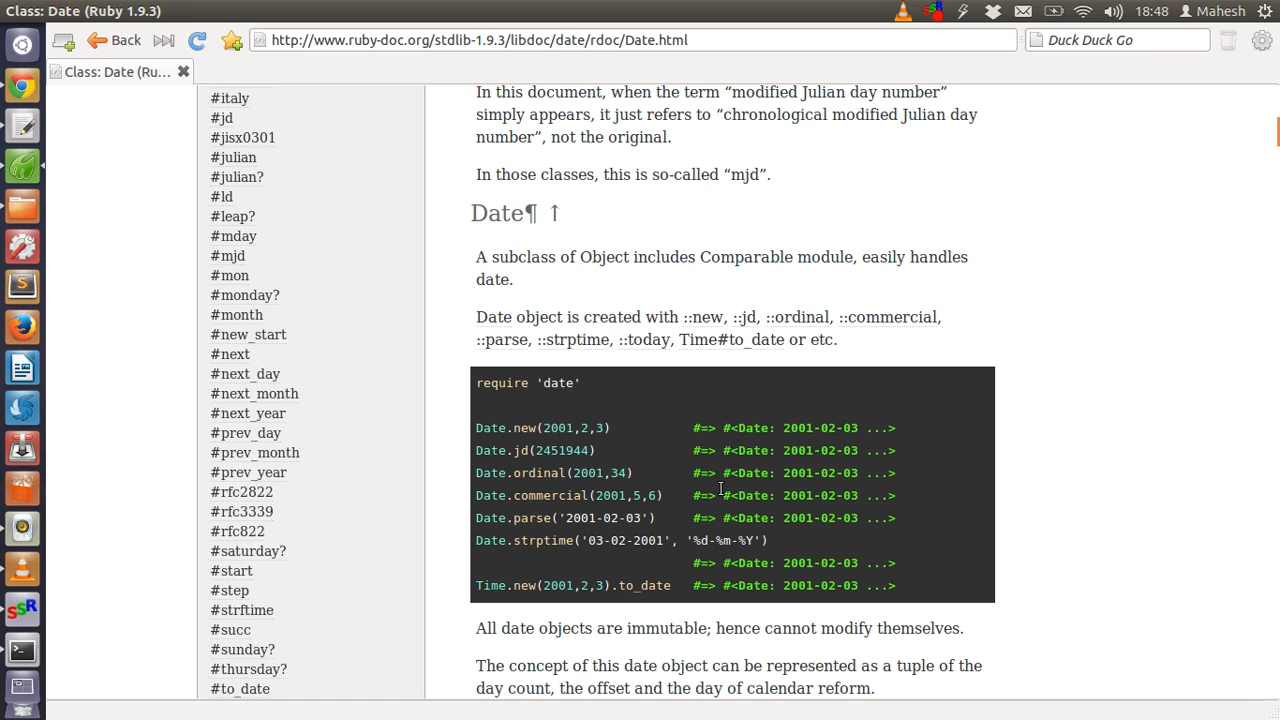 Class: Date (Ruby 1.9.3)
18:48 Mahesh
Back
http://www.ruby-doc.org/stdlib-1.9.3/libdoc/date/rdoc/Date.html
Duck Duck Go
Class: Date (Ru...
#italy
#jd
#jisx0301
#julian
#julian?
#ld
#leap?
#mday
#mjd
#mon
#monday?
#month
#new_start
#next
#next_day
#next_month
#next_year
#prev_day
#prev_month
#prev_year
#rfc2822
#rfc3339
#rfc822
#saturday?
#start
#step
#strftime
#succ
#sunday?
#thursday?
#to_date
In this document, when the term “modified Julian day number”
simply appears, it just refers to “chronological modified Julian day
number”, not the original.
In those classes, this is so-called “mjd”.
Date¶ ↑
A subclass of Object includes Comparable module, easily handles
date.
Date object is created with ::new, ::jd, ::ordinal, ::commercial,
::parse, ::strptime, ::today, Time#to_date or etc.
require 'date'
Date.new(2001,2,3) #=> #<Date: 2001-02-03 ...>
Date.jd(2451944) #=> #<Date: 2001-02-03 ...>
Date.ordinal(2001,34) #=> #<Date: 2001-02-03 ...>
Date.commercial(2001,5,6) #=> #<Date: 2001-02-03 ...>
Date.parse('2001-02-03') #=> #<Date: 2001-02-03 ...>
Date.strptime('03-02-2001', '%d-%m-%Y')
#=> #<Date: 2001-02-03 ...>
Time.new(2001,2,3).to_date #=> #<Date: 2001-02-03 ...>
All date objects are immutable; hence cannot modify themselves.
The concept of this date object can be represented as a tuple of the
day count, the offset and the day of calendar reform.